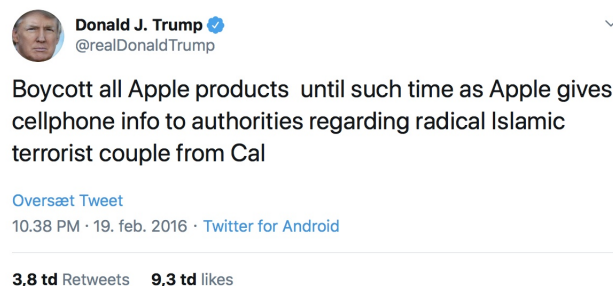 Donald J. Trump
@realDonaldTrump
Boycott all Apple products  until such time as Apple gives
cellphone info to authorities regarding radical Islamic
terrorist couple from Cal
Oversæt Tweet
10.38 PM · 19. feb. 2016 · Twitter for Android
3,8 td Retweets 9,3 td likes